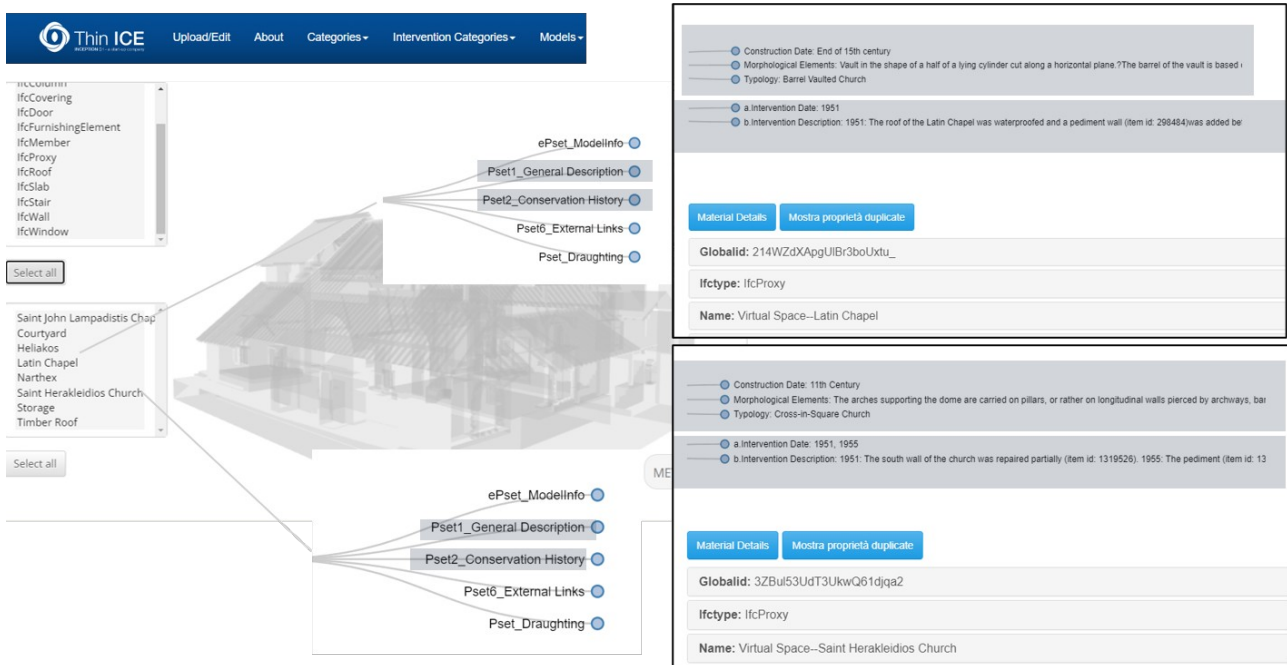 Thin ICE
Upload/Edit
About
Categories
Intervention Categories
Models
IfcColumn
IfcCovering
IfcDoor
IfcFurnishingElement
IfcMember
IfcProxy
IfcRoof
IfcSlab
IfcStair
IfcWall
IfcWindow
Select all
Saint John Lampadistis Chap
Courtyard
Heliakos
Latin Chapel
Narthex
Saint Herakleidios Church
Storage
Timber Roof
Select all
ePset_ModelInfo
Pset1_General Description
Pset2_Conservation History
Pset6_External Links
Pset_Draughting
ME
ePset_ModelInfo
Pset1_General Description
Pset2_Conservation History
Pset6_External Links
Pset_Draughting
Construction Date: End of 15th century
Morphological Elements: Vault in the shape of a half of a lying cylinder cut along a horizontal plane.?The barrel of the vault is based
Typology: Barrel Vaulted Church
a.Intervention Date: 1951
b.Intervention Description: 1951: The roof of the Latin Chapel was waterproofed and a pediment wall (item id: 298484)was added be
Material Details
Mostra proprietà duplicate
Globalid: 214WZdXApgUlBr3boUxtu_
Ifctype: IfcProxy
Name: Virtual Space--Latin Chapel
Construction Date: 11th Century
Morphological Elements: The arches supporting the dome are carried on pillars, or rather on longitudinal walls pierced by archways, bar
Typology: Cross-in-Square Church
a.Intervention Date: 1951, 1955
b.Intervention Description: 1951: The south wall of the church was repaired partially (item id: 1319526). 1955: The pediment (item id: 13
Material Details
Mostra proprietà duplicate
Globalid: 3ZBul53UdT3UkwQ61djqa2
Ifctype: IfcProxy
Name: Virtual Space--Saint Herakleidios Church